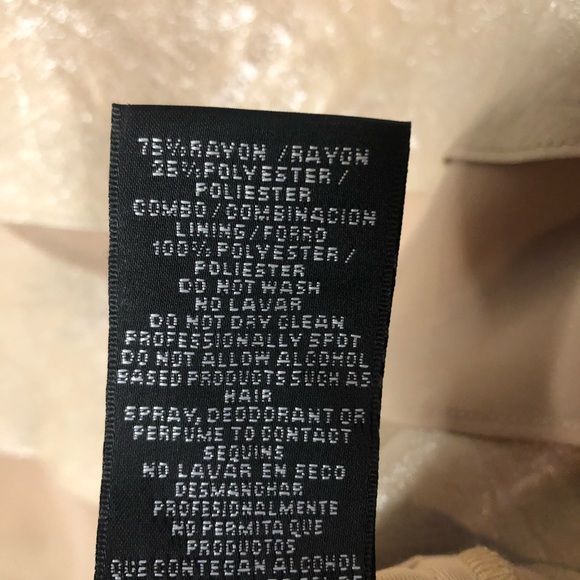 75% RAYON /RAYON
25% POLYESTER /
POLIESTER
COMBO/COMBINACION
LINING/FORRO
100% POLYESTER /
POLIESTER
DO NOT WASH
NO LAVAR
DO NOT DRY CLEAN
PROFESSIONALLY SPOT
DO NOT ALLOW ALCOHOL
BASED PRODUCTS SUCH AS
HAIR
SPRAY, DEODORANT OR
PERFUME TO CONTACT
SEQUINS
NO LAVAR EN SECO
DESMANCHAR
PROFESIONALMENTE
NO PERMITA QUE
PRODUCTOS
QUE CONTEGAN ALCOHOL